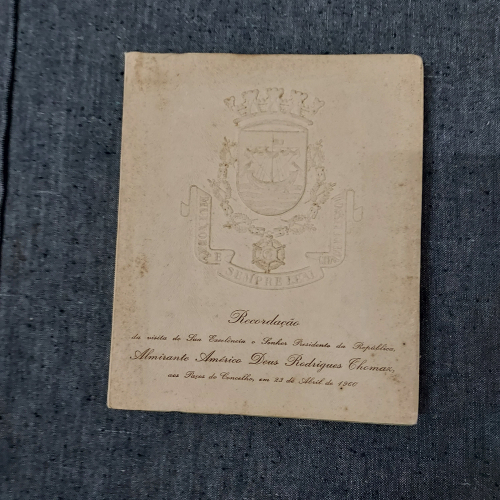 SEMPRE LEAL
Recordação
da visita de Sua Excelência o Senhor Presidente da República,
Almirante Américo Deus Rodrigues Thomaz,
aos Paços do Concelho, em 23 de Abril de 1960